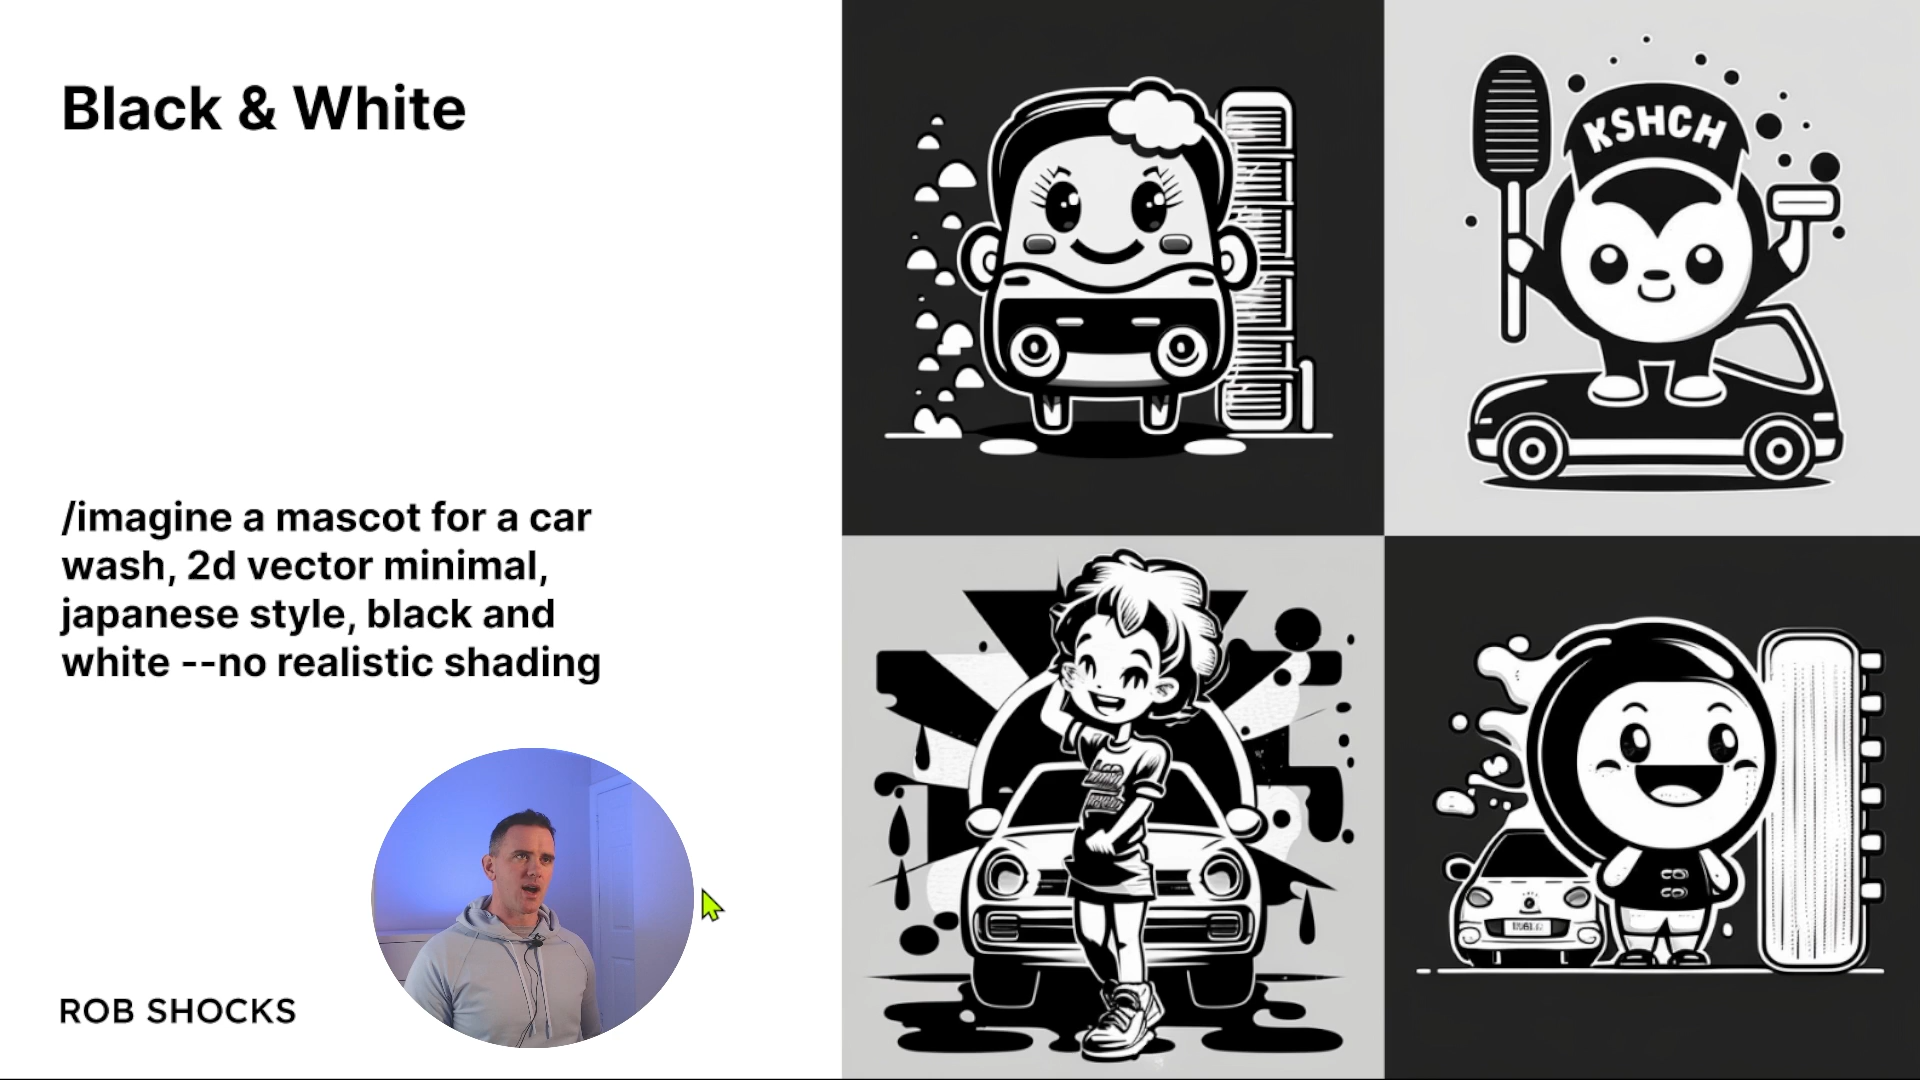 Black & White
/imagine a mascot for a car
wash, 2d vector minimal,
japanese style, black and
white --no realistic shading
ROB SHOCKS
KSHCH